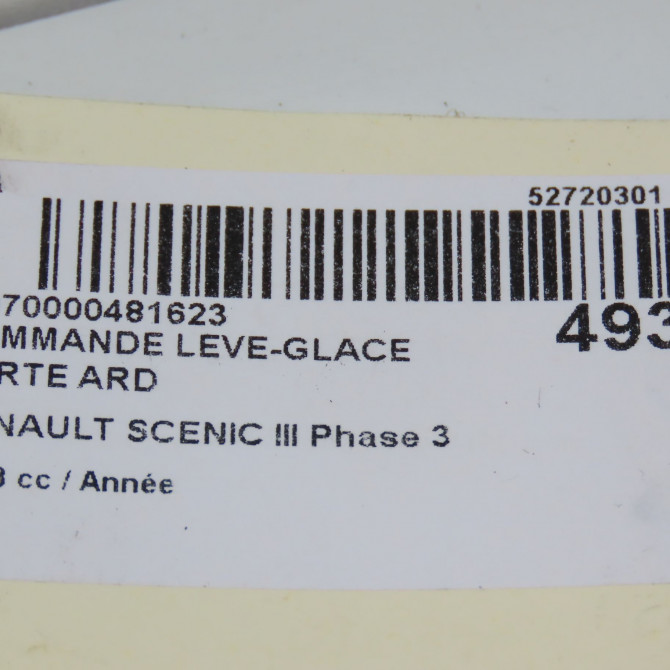 52720301
70000481623
493
MMANDE LEVE-GLACE
RTE ARD
NAULT SCENIC III Phase 3
3 cc / Année